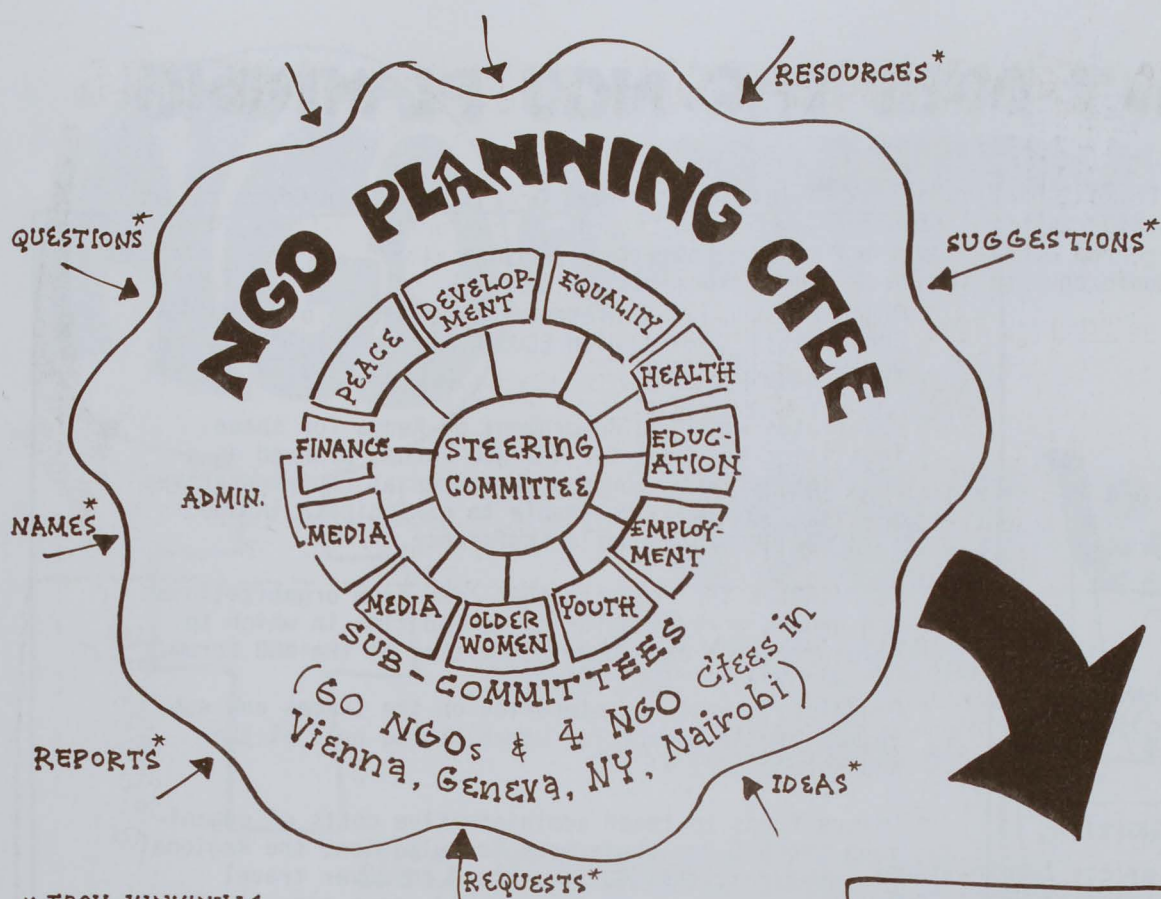 RESOURCES*
QUESTIONS*
SUGGESTIONS*
NGO PLANNING CTEE
DEVELOP-
MENT
EQUALITY
PEACE
HEALTH
FINANCE
STEERING
COMMITTEE
EDUC-
ATION
ADMIN.
NAMES*
MEDIA
EMPLOY-
MENT
MEDIA
OLDER
WOMEN
YOUTH
SUB-COMMITTEES
(60 NGOs & 4 NGO Ctees in
Vienna, Geneva, NY, Nairobi)
REPORTS*
IDEAS*
REQUESTS*
* FROM